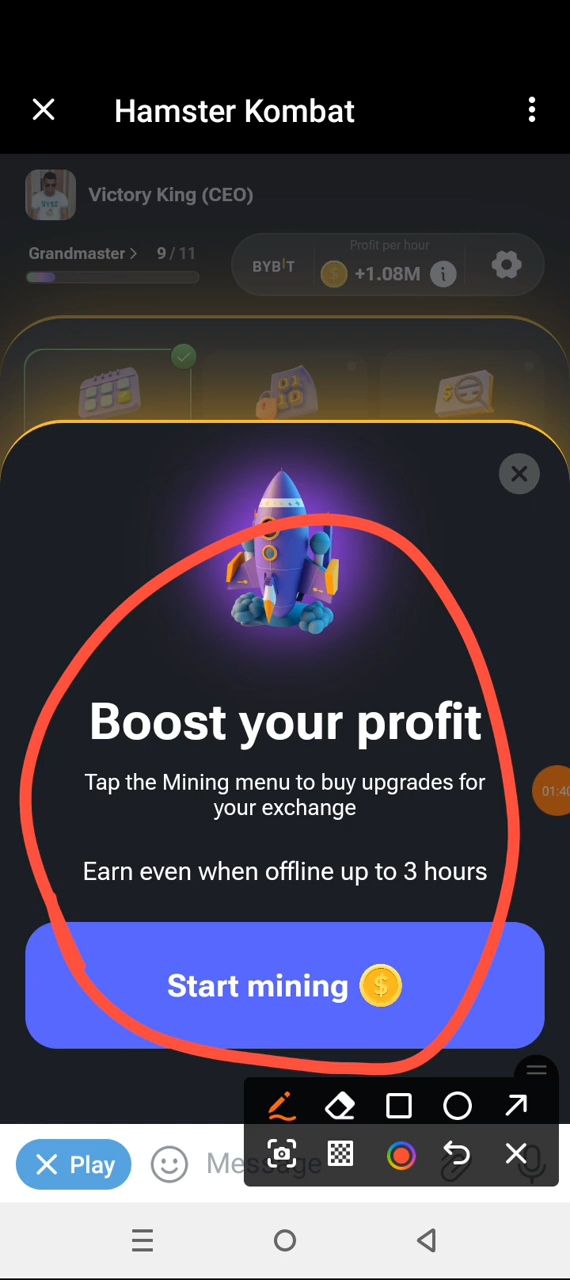 Hamster Kombat
Victory King (CEO)
Profit per hour
Grandmaster > 9 / 11
BYBIT
+1.08M
Boost your profit
Tap the Mining menu to buy upgrades for
your exchange
01:40
Earn even when offline up to 3 hours
Start mining
Play
Message